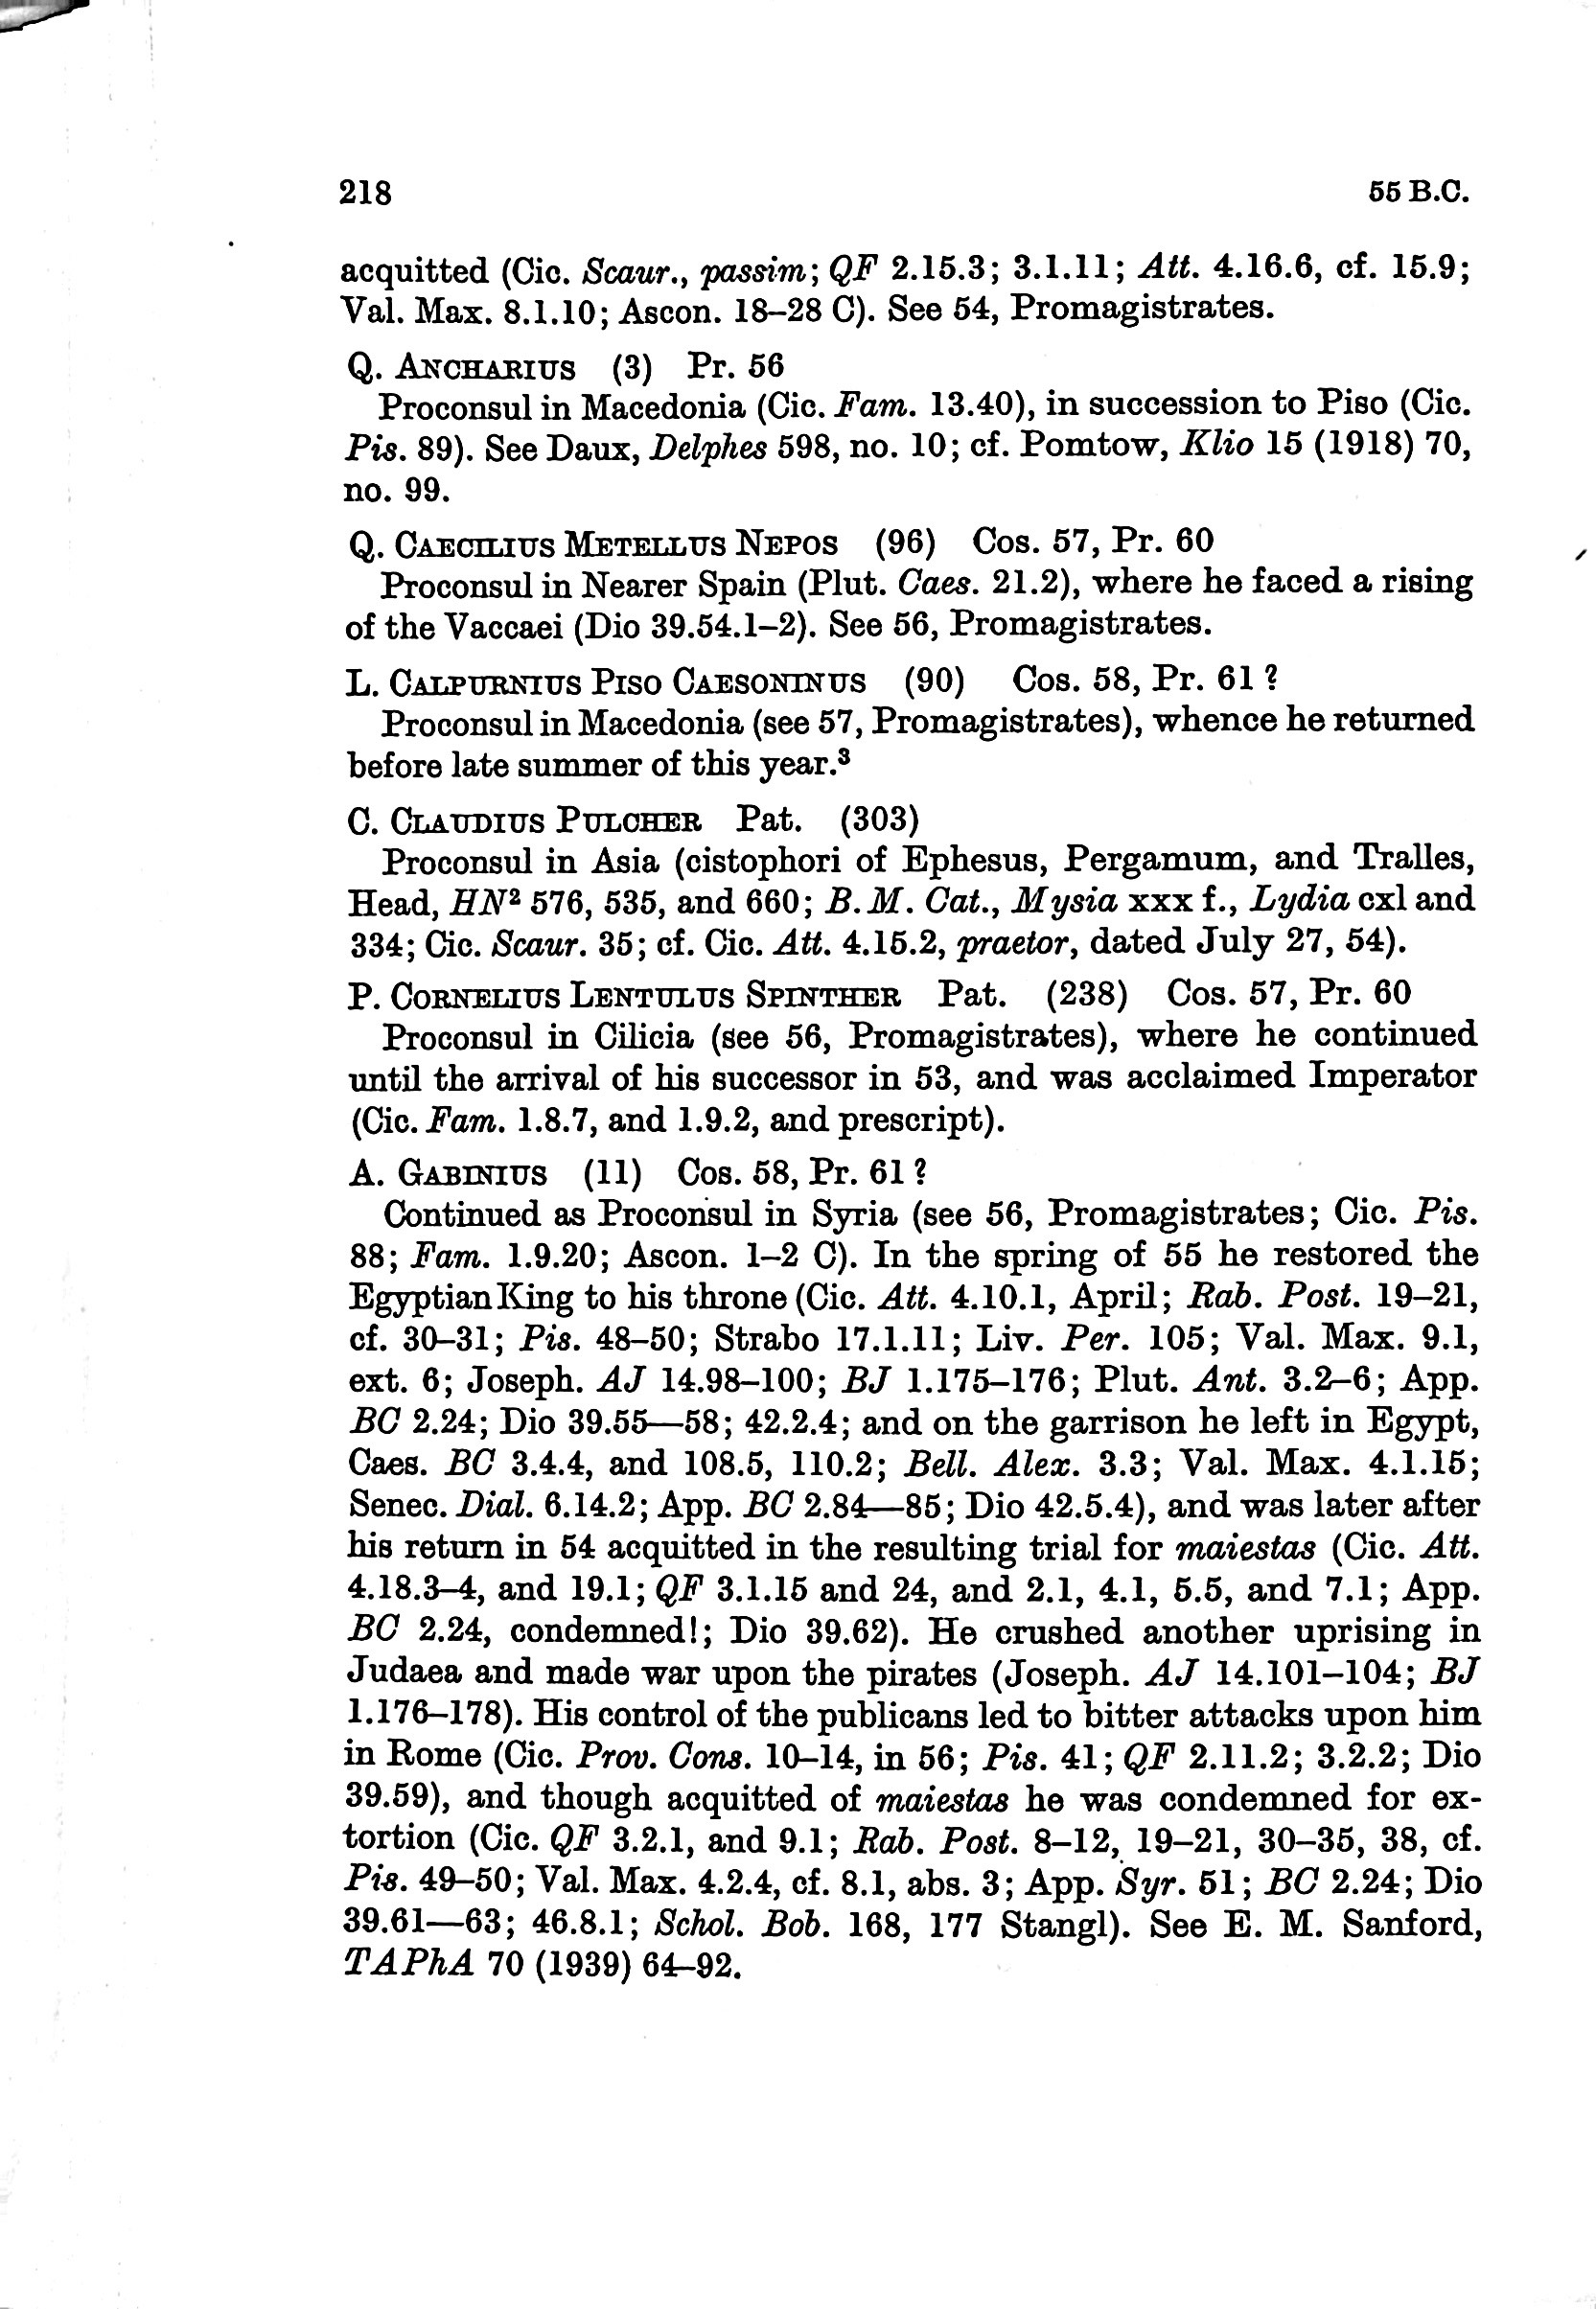 218 55 B.C.
acquitted (Cic. Scaur., passim; QF 2.15.3; 3.1.11; Att. 4.16.6, cf. 15.9;
Val. Max. 8.1.10; Ascon. 18–28 C). See 54, Promagistrates.
Q. ANCHARIUS (3) Pr. 56
Proconsul in Macedonia (Cic. Fam. 13.40), in succession to Piso (Cic.
Pis. 89). See Daux, Delphes 598, no. 10; cf. Pomtow, Klio 15 (1918) 70,
no. 99.
Q. CAECILIUS METELLUS NEPOS (96) Cos. 57, Pr. 60
Proconsul in Nearer Spain (Plut. Caes. 21.2), where he faced a rising
of the Vaccaei (Dio 39.54.1–2). See 56, Promagistrates.
L. CALPURNIUS PISO CAESONINUS (90) Cos. 58, Pr. 61 ?
Proconsul in Macedonia (see 57, Promagistrates), whence he returned
before late summer of this year.³
C. CLAUDIUS PULCHER Pat. (303)
Proconsul in Asia (cistophori of Ephesus, Pergamum, and Tralles,
Head, HN² 576, 535, and 660; B.M. Cat., Mysia xxx f., Lydia cxl and
334; Cic. Scaur. 35; cf. Cic. Att. 4.15.2, praetor, dated July 27, 54).
P. CORNELIUS LENTULUS SPINTHER Pat. (238) Cos. 57, Pr. 60
Proconsul in Cilicia (see 56, Promagistrates), where he continued
until the arrival of his successor in 53, and was acclaimed Imperator
(Cic. Fam. 1.8.7, and 1.9.2, and prescript).
A. GABINIUS (11) Cos. 58, Pr. 61 ?
Continued as Proconsul in Syria (see 56, Promagistrates; Cic. Pis.
88; Fam. 1.9.20; Ascon. 1–2 C). In the spring of 55 he restored the
Egyptian King to his throne (Cic. Att. 4.10.1, April; Rab. Post. 19–21,
cf. 30–31; Pis. 48–50; Strabo 17.1.11; Liv. Per. 105; Val. Max. 9.1,
ext. 6; Joseph. AJ 14.98–100; BJ 1.175–176; Plut. Ant. 3.2–6; App.
BC 2.24; Dio 39.55—58; 42.2.4; and on the garrison he left in Egypt,
Caes. BC 3.4.4, and 108.5, 110.2; Bell. Alex. 3.3; Val. Max. 4.1.15;
Senec. Dial. 6.14.2; App. BC 2.84—85; Dio 42.5.4), and was later after
his return in 54 acquitted in the resulting trial for maiestas (Cic. Att.
4.18.3–4, and 19.1; QF 3.1.15 and 24, and 2.1, 4.1, 5.5, and 7.1; App.
BC 2.24, condemned!; Dio 39.62). He crushed another uprising in
Judaea and made war upon the pirates (Joseph. AJ 14.101–104; BJ
1.176–178). His control of the publicans led to bitter attacks upon him
in Rome (Cic. Prov. Cons. 10–14, in 56; Pis. 41; QF 2.11.2; 3.2.2; Dio
39.59), and though acquitted of maiestas he was condemned for ex-
tortion (Cic. QF 3.2.1, and 9.1; Rab. Post. 8–12, 19–21, 30–35, 38, cf.
Pis. 49–50; Val. Max. 4.2.4, cf. 8.1, abs. 3; App. Syr. 51; BC 2.24; Dio
39.61—63; 46.8.1; Schol. Bob. 168, 177 Stangl). See E. M. Sanford,
TAPhA 70 (1939) 64–92.